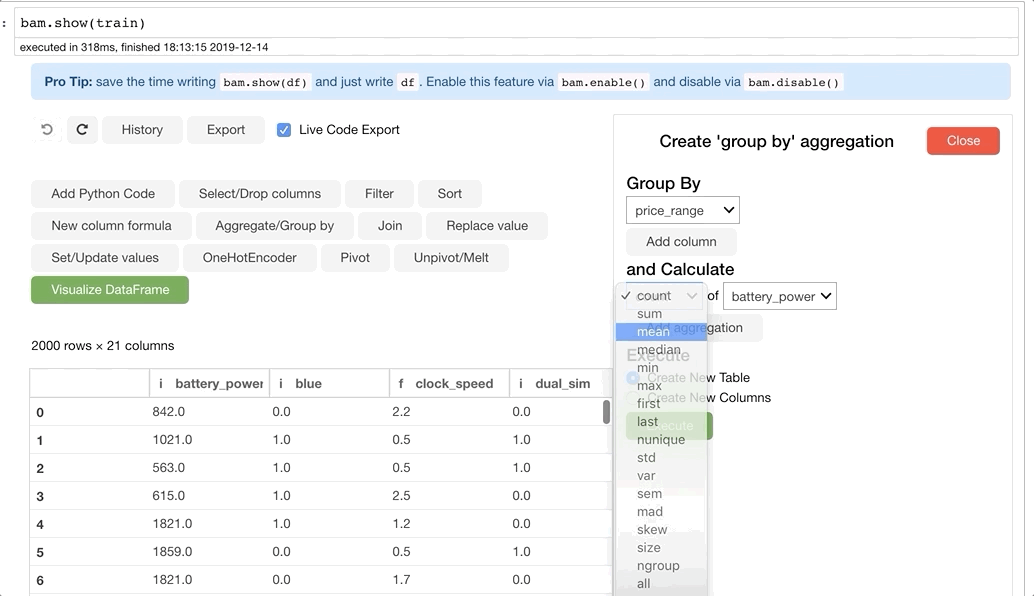 :
bam.show(train)
executed in 318ms, finished 18:13:15 2019-12-14
Pro Tip: save the time writing bam.show(df) and just write df. Enable this feature via bam.enable() and disable via bam.disable()
History Export Live Code Export
Add Python Code Select/Drop columns Filter Sort
New column formula Aggregate/Group by Join Replace value
Set/Update values OneHotEncoder Pivot Unpivot/Melt
Visualize DataFrame
2000 rows × 21 columns
i battery_power i blue f clock_speed i dual_sim
0 842.0 0.0 2.2 0.0
1 1021.0 1.0 0.5 1.0
2 563.0 1.0 0.5 1.0
3 615.0 1.0 2.5 0.0
4 1821.0 1.0 1.2 0.0
5 1859.0 0.0 0.5 1.0
6 1821.0 0.0 1.7 0.0
Create 'group by' aggregation Close
Group By
price_range
Add column
and Calculate
count of battery_power
Add aggregation
Execute
Create New Table
Create New Columns
Execute
sum
mean
median
min
max
first
last
nunique
std
var
sem
mad
skew
size
ngroup
all